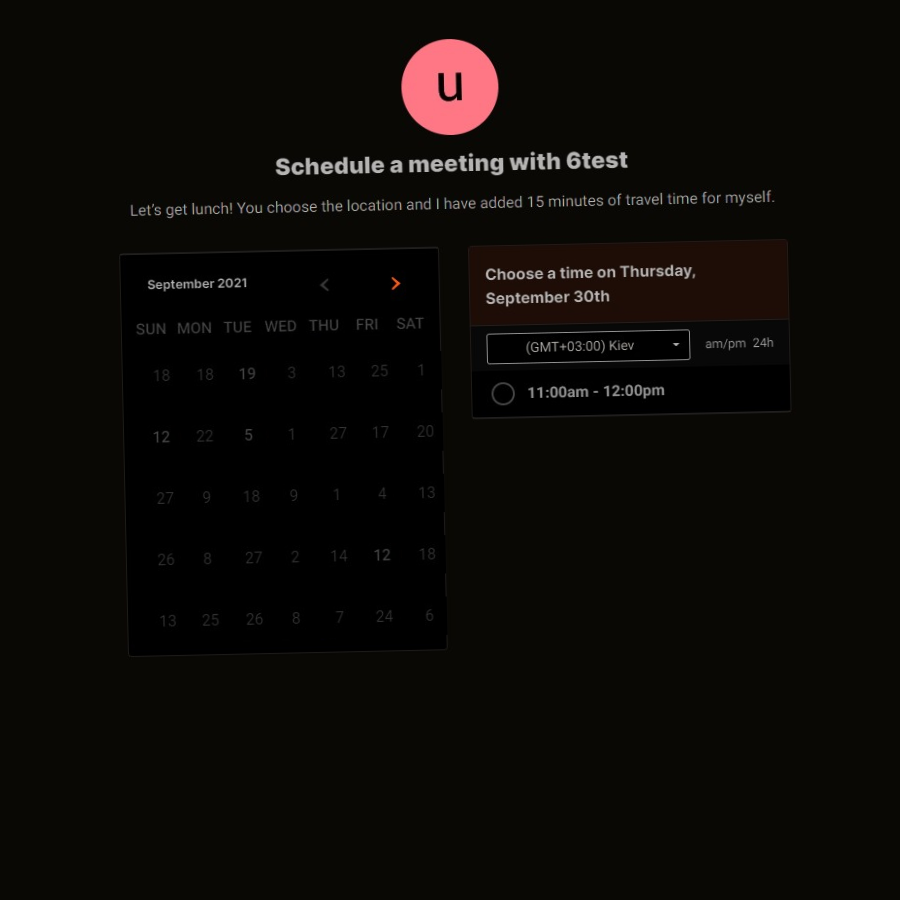 u
Schedule a meeting with 6test
Let's get lunch! You choose the location and I have added 15 minutes of travel time for myself.
September 2021
SUN MON TUE WED THU FRI SAT
18 18 19 3 13 25 1
12 22 5 1 27 17 20
27 9 18 9 1 4 13
26 8 27 2 14 12 18
13 25 26 8 7 24 6
Choose a time on Thursday,
September 30th
(GMT+03:00) Kiev am/pm 24h
11:00am - 12:00pm